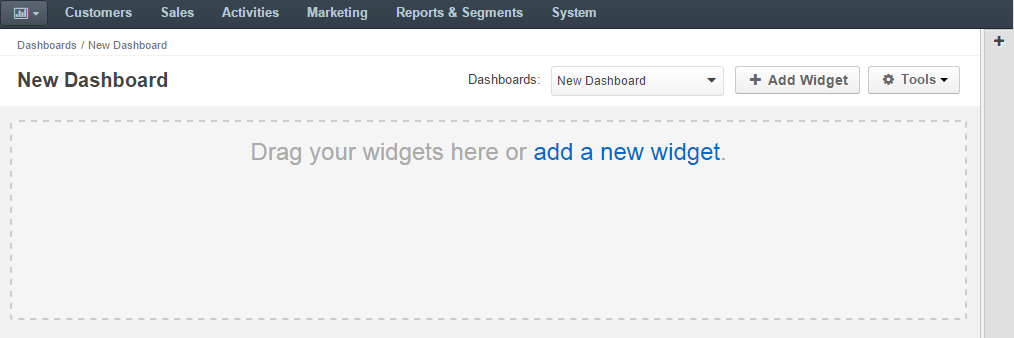 Customers Sales Activities Marketing Reports & Segments System
Dashboards / New Dashboard
New Dashboard Dashboards: New Dashboard Add Widget Tools
Drag your widgets here or add a new widget.